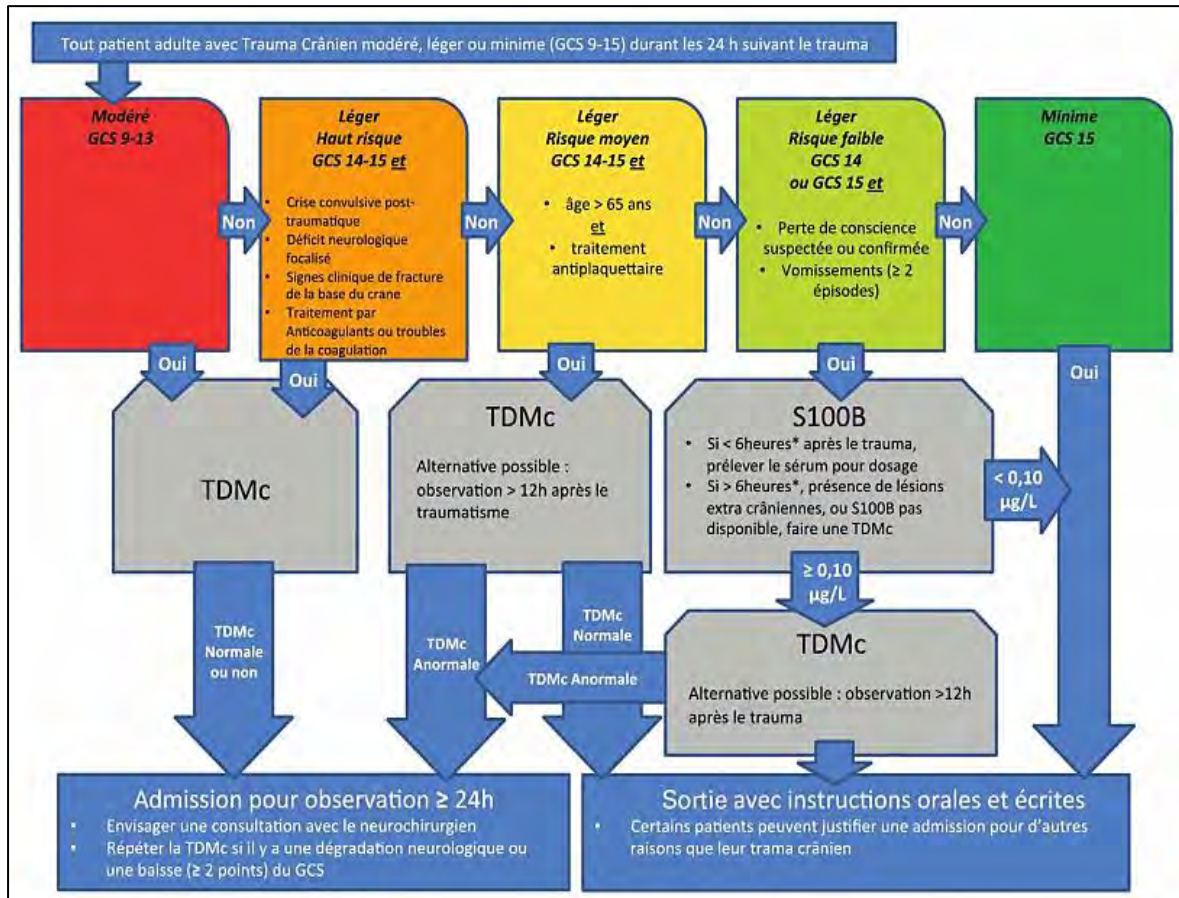 Tout patient adulte avec Trauma Crânien modéré, léger ou minime (GCS 9-15) durant les 24 h suivant le trauma
Modéré
GCS 9-13
Non
Léger
Haut risque
GCS 14-15 et
• Crise convulsive post-
traumatique
• Déficit neurologique
focalisé
• Signes clinique de fracture
de la base du crane
• Traitement par
Anticoagulants ou troubles
de la coagulation
Non
Léger
Risque moyen
GCS 14-15 et
• âge > 65 ans
et
• traitement
antiplaquettaire
Non
Léger
Risque faible
GCS 14
ou GCS 15 et
• Perte de conscience
suspectée ou confirmée
• Vomissements (≥ 2
épisodes)
Non
Minime
GCS 15
Oui
Oui
Oui
Oui
Oui
TDMc
TDMc
Alternative possible :
observation > 12h après le
traumatisme
S100B
• Si < 6heures* après le trauma,
prélever le sérum pour dosage
• Si > 6heures*, présence de lésions
extra crâniennes, ou S100B pas
disponible, faire une TDMc
< 0,10
µg/L
≥ 0,10
µg/L
TDMc
Normale
ou non
TDMc
Anormale
TDMc
Normale
TDMc Anormale
TDMc
Alternative possible : observation >12h
après le trauma
Admission pour observation ≥ 24h
• Envisager une consultation avec le neurochirurgien
• Répéter la TDMc si il y a une dégradation neurologique ou
une baisse (≥ 2 points) du GCS
Sortie avec instructions orales et écrites
• Certains patients peuvent justifier une admission pour d'autres
raisons que leur trama crânien